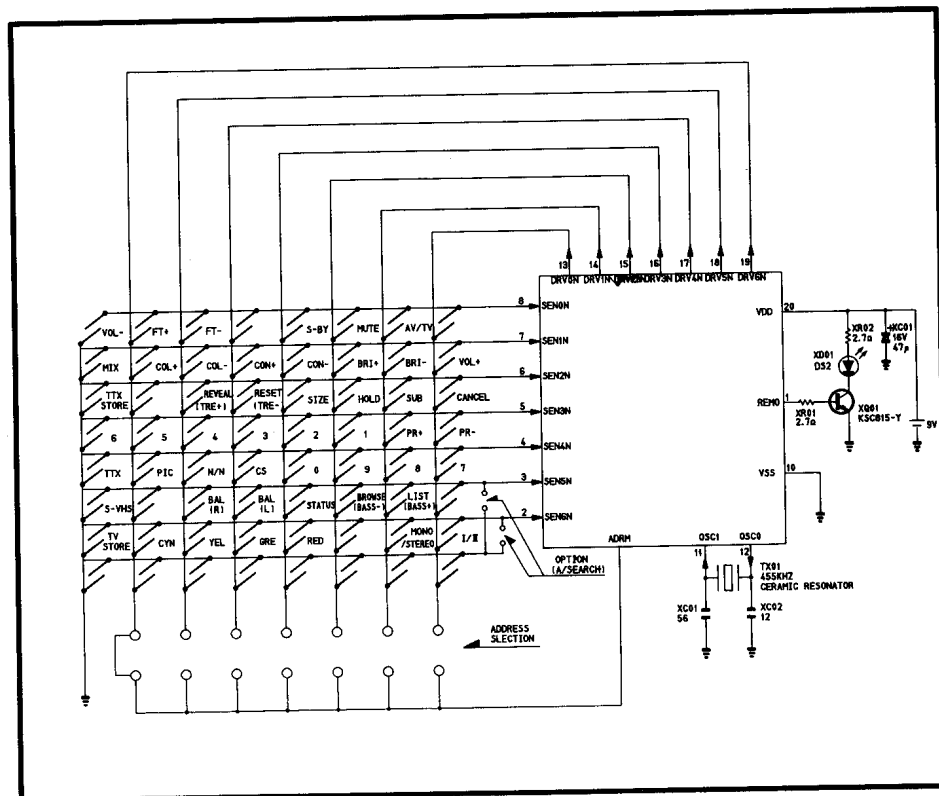 13 14 15 16 17 18 19
DRV0N DRV1N DRV2N DRV3N DRV4N DRV5N DRV6N
8 SEN0N
VOL- FT+ FT- S-BY MUTE AV/TV
7 SEN1N
MIX COL+ COL- CON+ CON- BRI+ BRI- VOL+
6 SEN2N
TTX STORE REVEAL (TRE+) RESET (TRE- SIZE HOLD SUB CANCEL
5 SEN3N
6 5 4 3 2 1 PR+ PR-
4 SEN4N
TTX PIC N/N CS 0 9 8 7
3 SEN5N
S-VHS BAL (R) BAL (L) STATUS BROWSE (BASS-) LIST (BASS+)
2 SEN6N
TV STORE CYN YEL GRE RED MONO /STEREO I/II
OPTION
(A/SEARCH)
ADDRESS
SLECTION
ADRM
VDD 20
XR02
2.7Ω
+XC01
16V
47μ
XD01
DS2
REMO 1
XR01
2.7Ω
XQ01
KSC815-Y
9V
VSS 10
OSC1 OSC0
11 12
TX01
455KHZ
CERAMIC RESONATOR
XC01
56
XC02
12